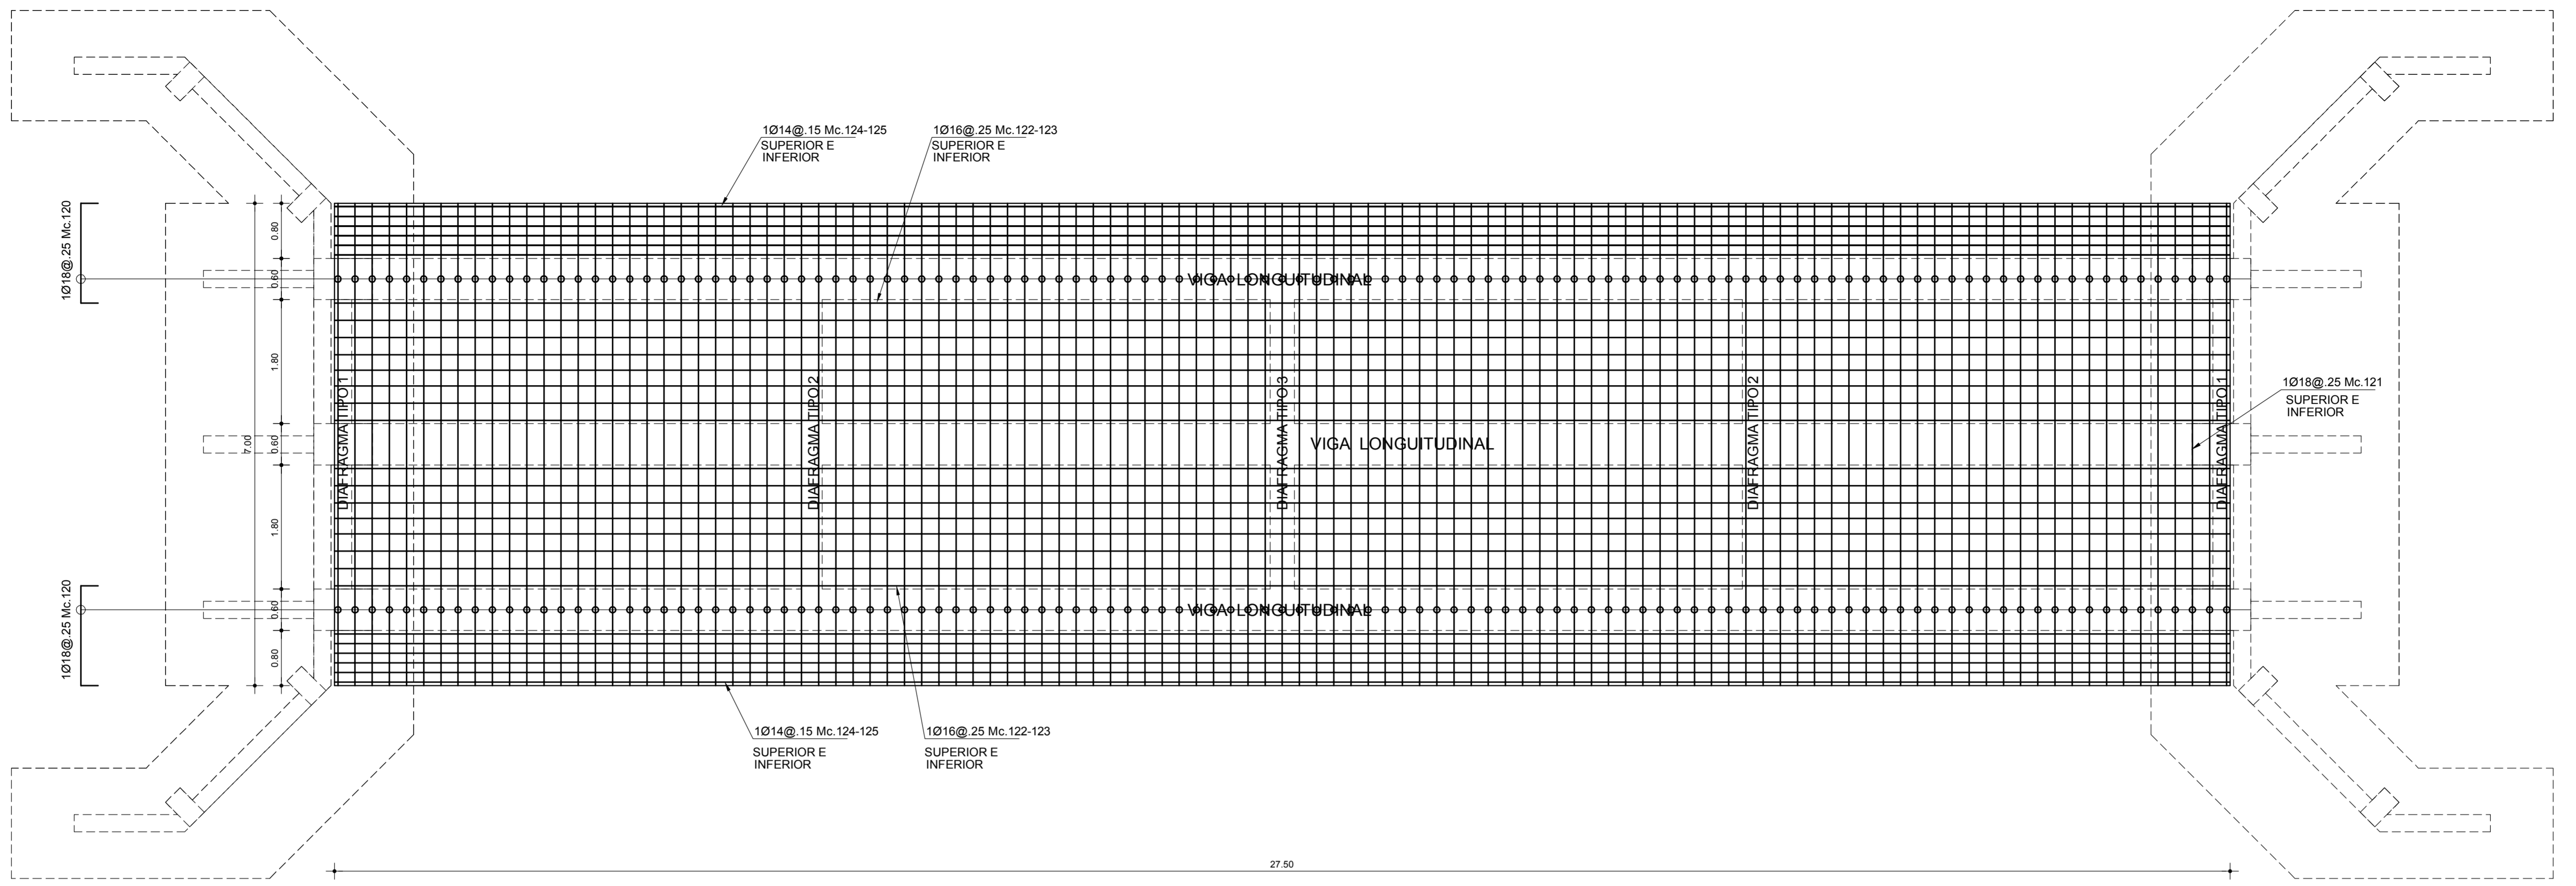 1Ø14@.15 Mc.124-125
SUPERIOR E
INFERIOR
1Ø16@.25 Mc.122-123
SUPERIOR E
INFERIOR
1Ø18@.25 Mc.120
0.80
0.60
1.80
7.00
0.60
1.80
0.60
0.80
1Ø18@.25 Mc.120
VIGA LONGUITUDINAL
DIAFRAGMA TIPO 1
DIAFRAGMA TIPO 2
DIAFRAGMA TIPO 3
VIGA LONGUITUDINAL
DIAFRAGMA TIPO 2
DIAFRAGMA TIPO 1
1Ø18@.25 Mc.121
SUPERIOR E
INFERIOR
VIGA LONGUITUDINAL
1Ø14@.15 Mc.124-125
SUPERIOR E
INFERIOR
1Ø16@.25 Mc.122-123
SUPERIOR E
INFERIOR
27.50